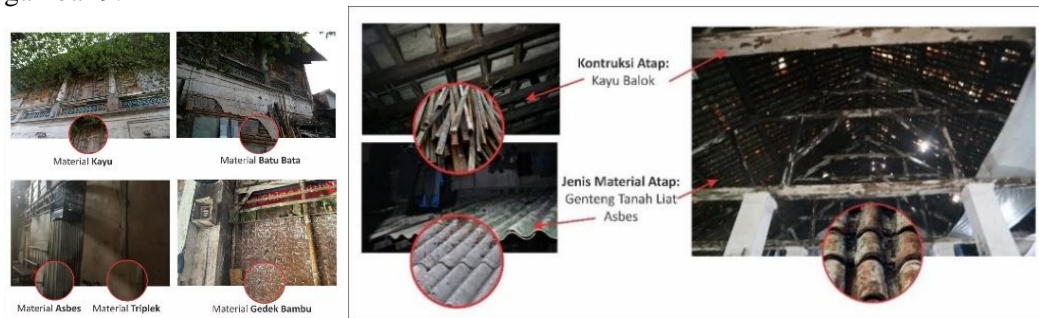 Material Kayu
Material Batu Bata
Material Asbes
Material Triplek
Material Gedek Bambu
Kontruksi Atap:
Kayu Balok
Jenis Material Atap:
Genteng Tanah Liat
Asbes